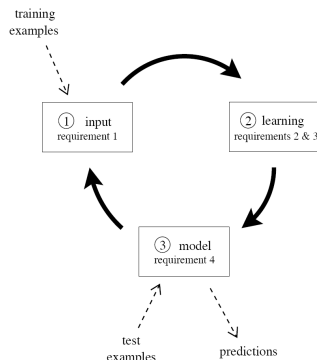 training
examples
① input
requirement 1
② learning
requirements 2 & 3
③ model
requirement 4
test
examples
predictions